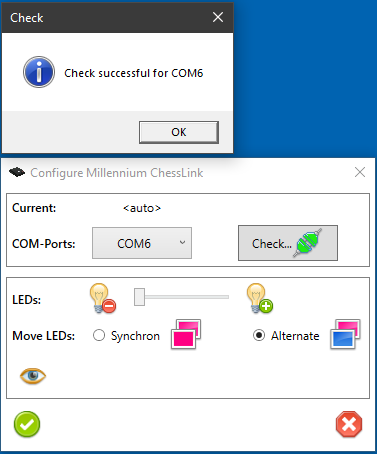 Check
Check successful for COM6
OK
Configure Millennium ChessLink
Current: <auto>
COM-Ports: COM6 Check...
LEDs:
Move LEDs: Synchron Alternate